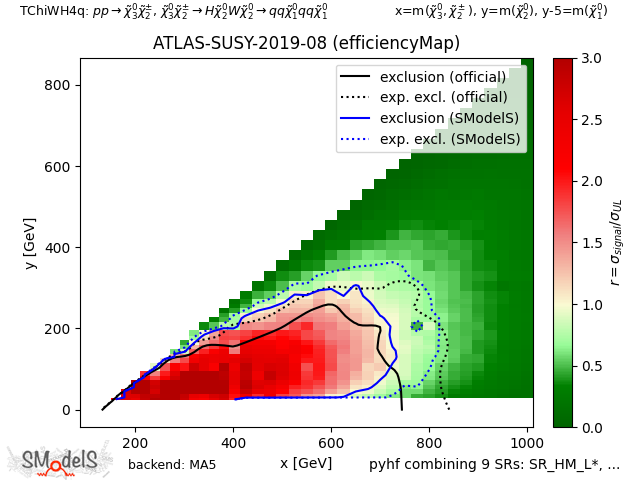 TChiWH4q: pp → χ̃₃⁰χ̃₂±, χ̃₃⁰χ̃₂± → Hχ̃₂⁰Wχ̃₂⁰ → qqχ̃₁⁰qqχ̃₁⁰ x=m(χ̃₃⁰, χ̃₂±), y=m(χ̃₂⁰), y-5=m(χ̃₁⁰)
ATLAS-SUSY-2019-08 (efficiencyMap)
exclusion (official)
exp. excl. (official)
exclusion (SModelS)
exp. excl. (SModelS)
y [GeV]
800
600
400
200
0
200 400 600 800 1000
x [GeV]
3.0
2.5
2.0
1.5
1.0
0.5
0.0
r = σ_signal/σ_UL
SModelS
backend: MA5
pyhf combining 9 SRs: SR_HM_L*, ...